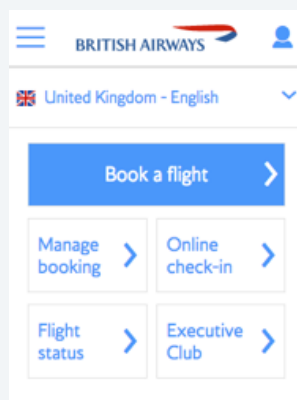 BRITISH AIRWAYS
United Kingdom - English
Book a flight
Manage booking
Online check-in
Flight status
Executive Club